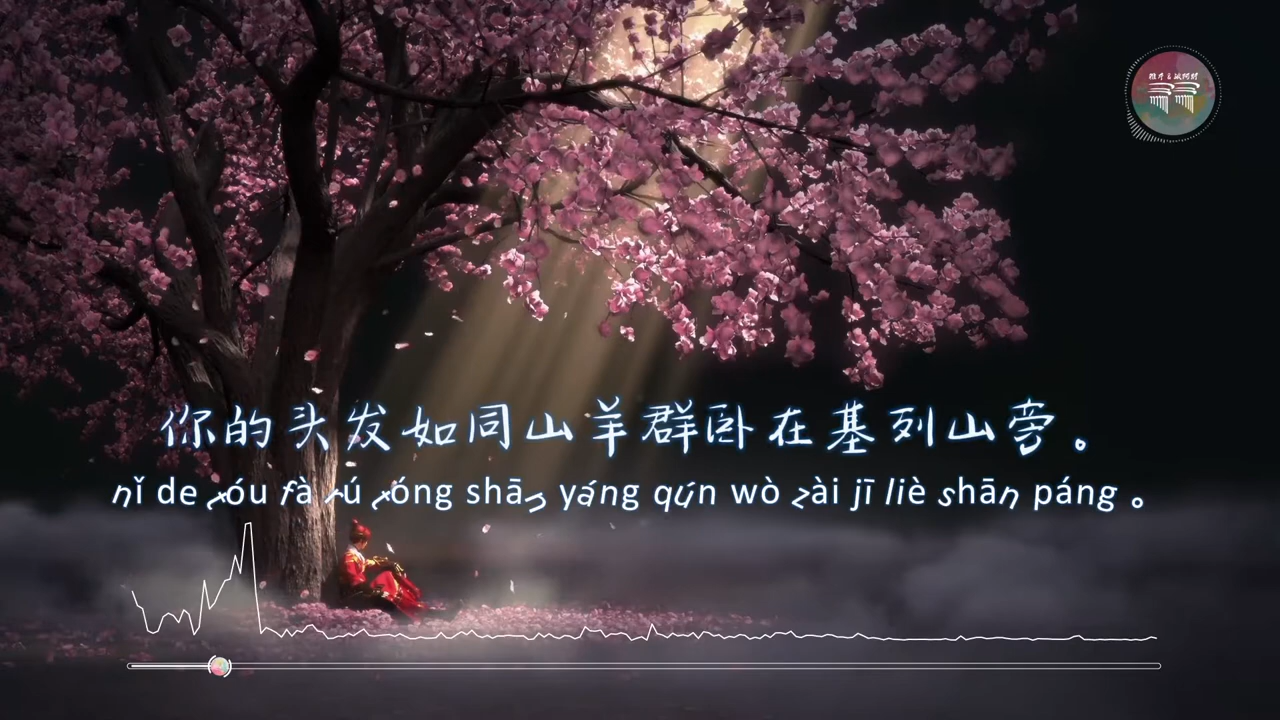 你的头发如同山羊群卧在基列山旁。
nǐ de tóu fà rú tóng shān yáng qún wò zài jī liè shān páng 。